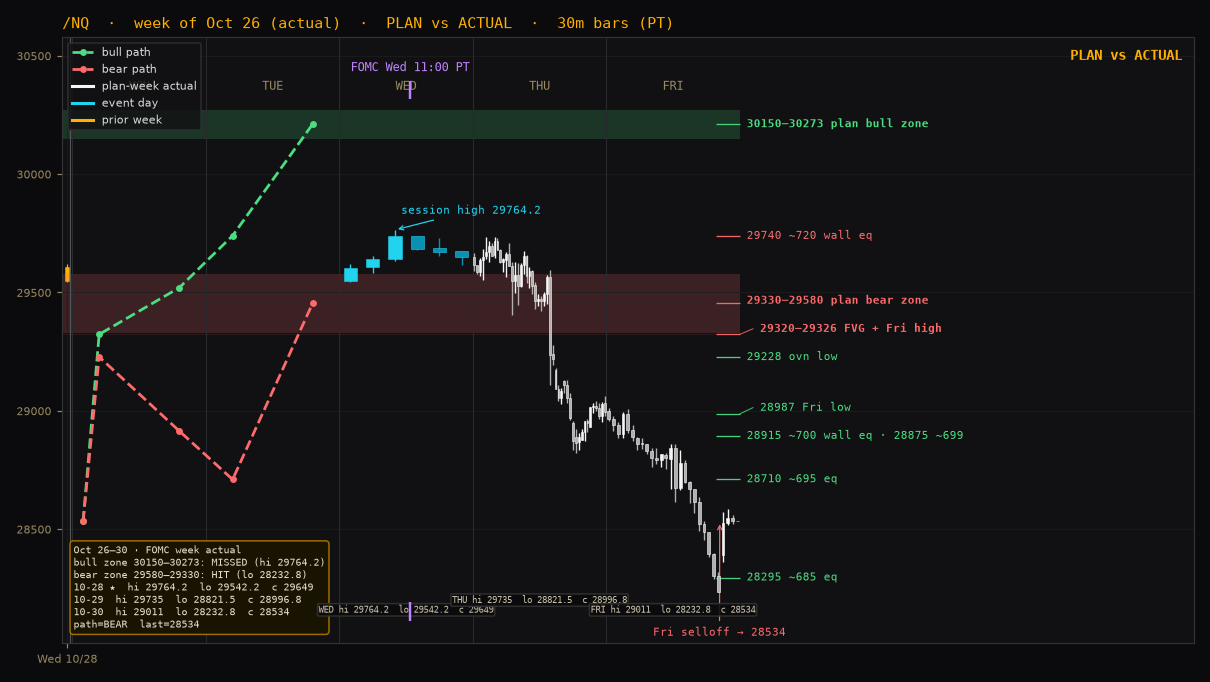 /NQ · week of Oct 26 (actual) · PLAN vs ACTUAL · 30m bars (PT)
PLAN vs ACTUAL
bull path
bear path
plan-week actual
event day
prior week
FOMC Wed 11:00 PT
TUE
WED
THU
FRI
30500
30000
29500
29000
28500
session high 29764.2
30150–30273 plan bull zone
29740 ~720 wall eq
29330–29580 plan bear zone
29320–29326 FVG + Fri high
29228 ovn low
28987 Fri low
28915 ~700 wall eq · 28875 ~699
28710 ~695 eq
28295 ~685 eq
Oct 26–30 · FOMC week actual
bull zone 30150–30273: MISSED (hi 29764.2)
bear zone 29580–29330: HIT (lo 28232.8)
10-28 ★ hi 29764.2 lo 29542.2 c 29649
10-29 hi 29735 lo 28821.5 c 28996.8
10-30 hi 29011 lo 28232.8 c 28534
path=BEAR last=28534
WED hi 29764.2 lo 29542.2 c 29649
THU hi 29735 lo 28821.5 c 28996.8
FRI hi 29011 lo 28232.8 c 28534
Fri selloff → 28534
Wed 10/28